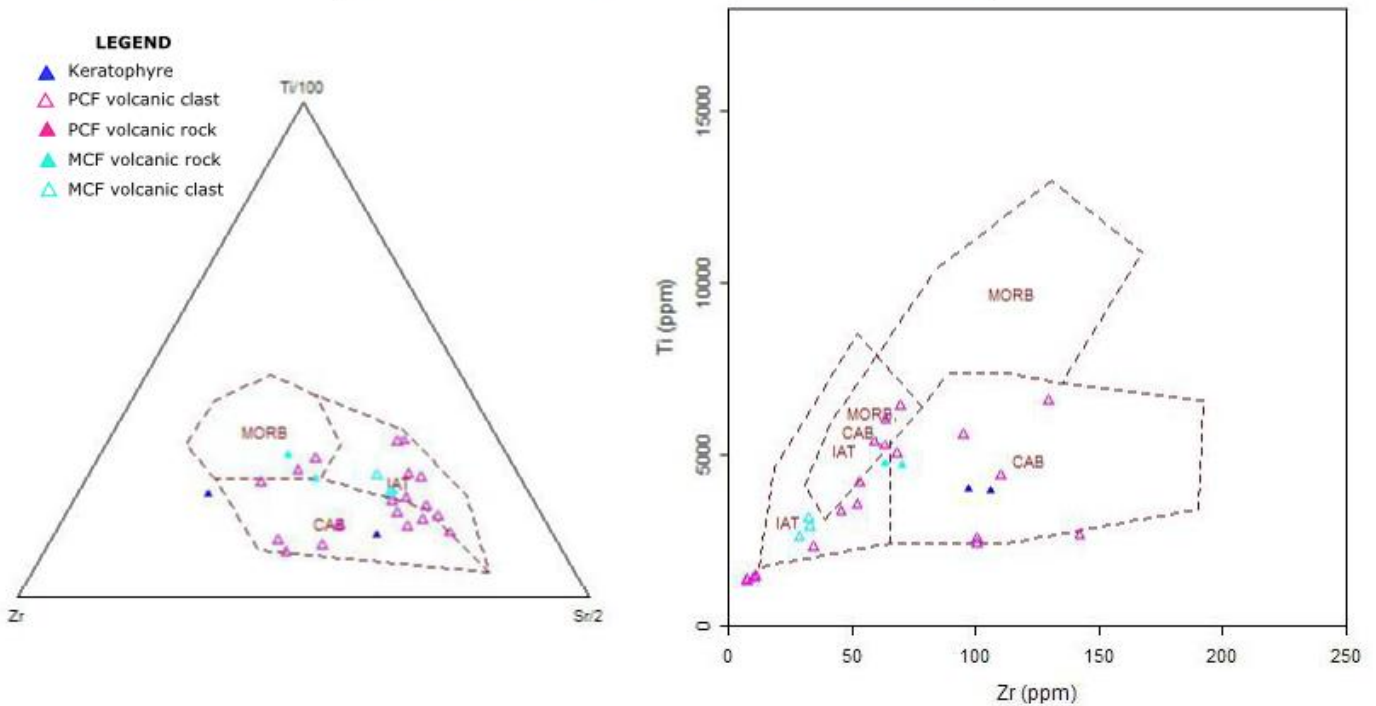 LEGEND
Keratophyre
PCF volcanic clast
PCF volcanic rock
MCF volcanic rock
MCF volcanic clast
Ti/100
MORB
IAT
CAB
Zr
Sr/2
Ti (ppm)
15000
10000
5000
0
MORB
MORB
CAB
IAT
CAB
IAT
0
50
100
150
200
250
Zr (ppm)